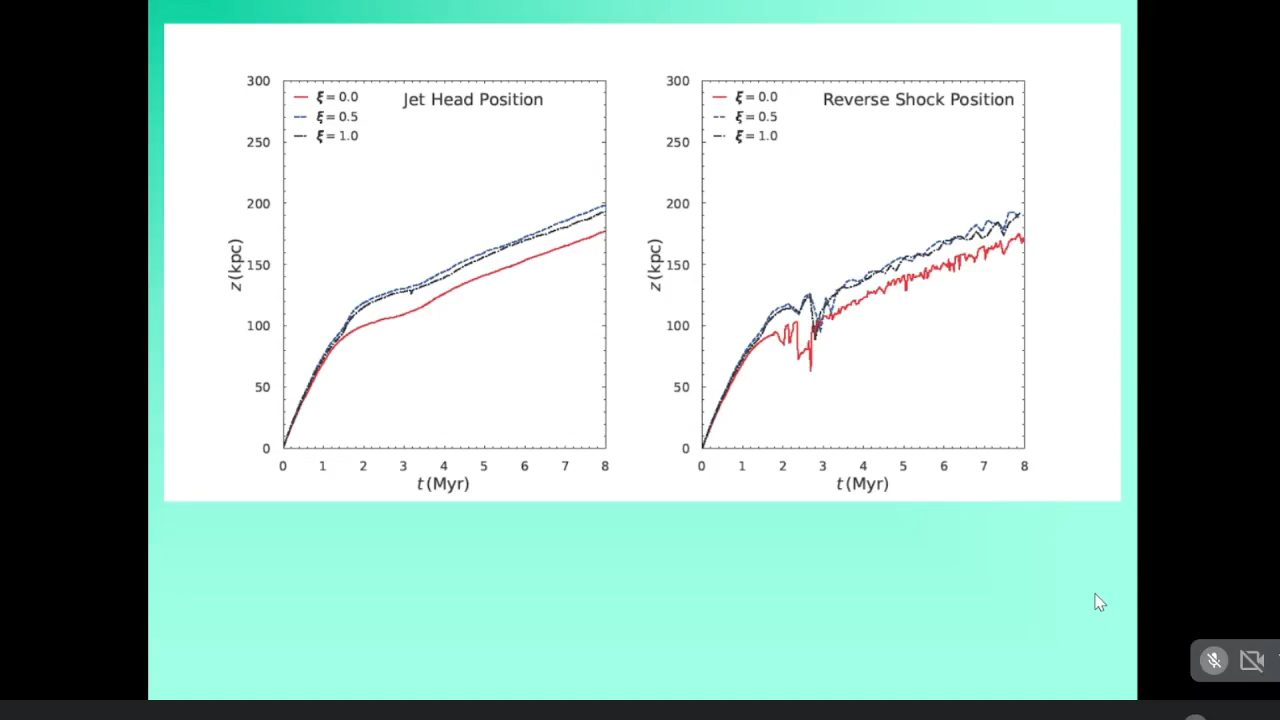 Jet Head Position
ξ = 0.0
ξ = 0.5
ξ = 1.0
300
250
200
150
100
50
0
z (kpc)
0 1 2 3 4 5 6 7 8
t (Myr)
Reverse Shock Position
ξ = 0.0
ξ = 0.5
ξ = 1.0
300
250
200
150
100
50
0
z (kpc)
0 1 2 3 4 5 6 7 8
t (Myr)